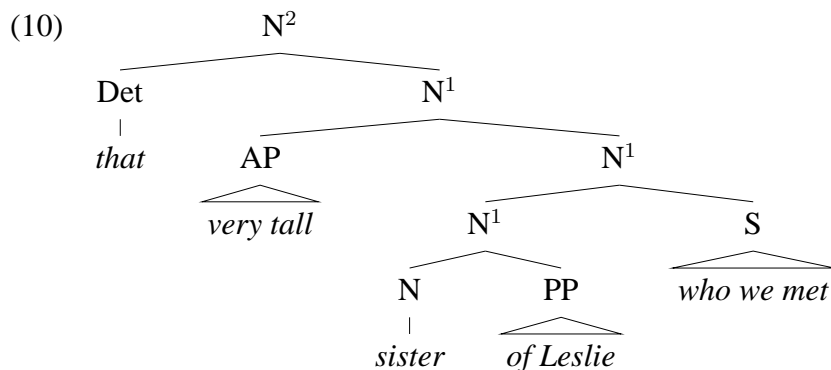 (10) N²
Det N¹
that AP N¹
very tall N¹ S
N PP who we met
sister of Leslie